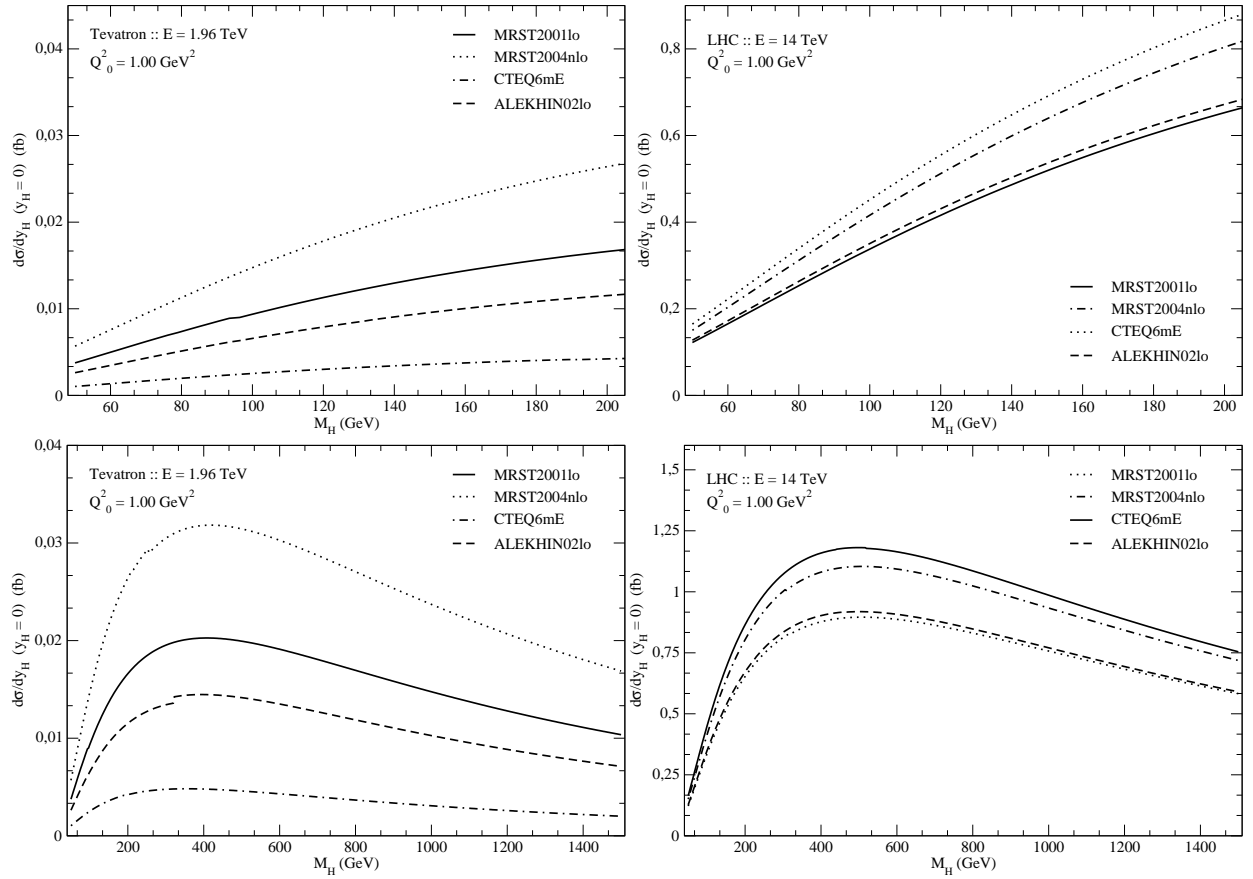 Tevatron :: E = 1.96 TeV
Q²₀ = 1.00 GeV²
MRST2001lo
MRST2004nlo
CTEQ6mE
ALEKHIN02lo
0,04
0,03
0,02
0,01
0
dσ/dy_H (y_H = 0) (fb)
60 80 100 120 140 160 180 200
M_H (GeV)
LHC :: E = 14 TeV
Q²₀ = 1.00 GeV²
MRST2001lo
MRST2004nlo
CTEQ6mE
ALEKHIN02lo
0,8
0,6
0,4
0,2
0
dσ/dy_H (y_H = 0) (fb)
60 80 100 120 140 160 180 200
M_H (GeV)
Tevatron :: E = 1.96 TeV
Q²₀ = 1.00 GeV²
MRST2001lo
MRST2004nlo
CTEQ6mE
ALEKHIN02lo
0,04
0,03
0,02
0,01
0
dσ/dy_H (y_H = 0) (fb)
200 400 600 800 1000 1200 1400
M_H (GeV)
LHC :: E = 14 TeV
Q²₀ = 1.00 GeV²
MRST2001lo
MRST2004nlo
CTEQ6mE
ALEKHIN02lo
1,5
1,25
1
0,75
0,5
0,25
0
dσ/dy_H (y_H = 0) (fb)
200 400 600 800 1000 1200 1400
M_H (GeV)